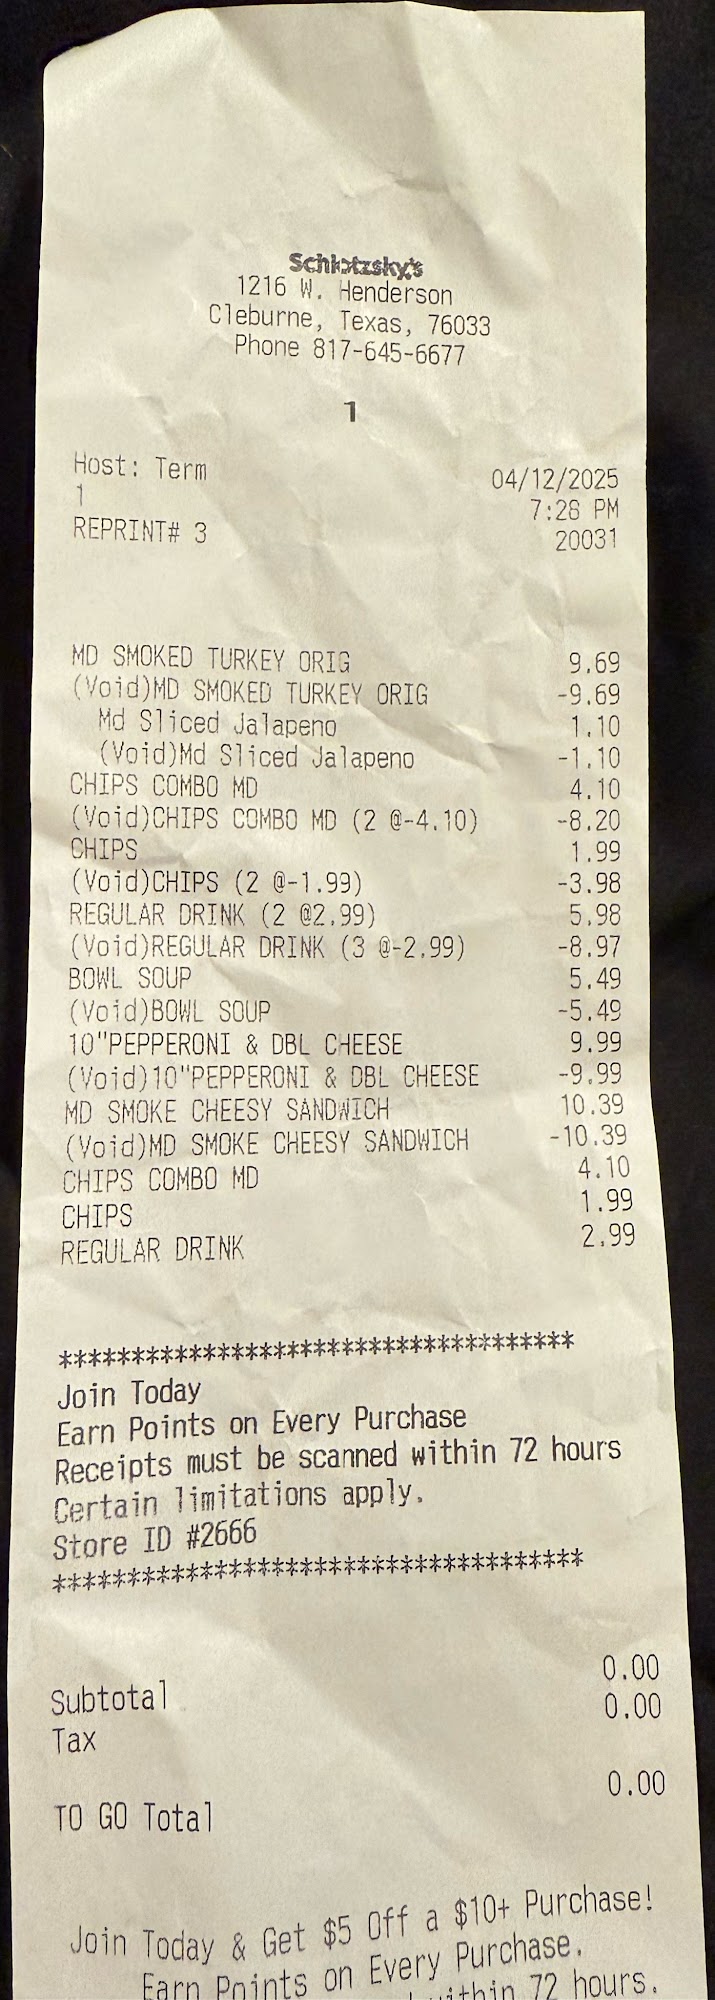 Schlotzsky's
1216 W. Henderson
Cleburne, Texas, 76033
Phone 817-645-6677
1
Host: Term 04/12/2025
1 7:28 PM
REPRINT# 3 20031
MD SMOKED TURKEY ORIG 9.69
(Void)MD SMOKED TURKEY ORIG -9.69
Md Sliced Jalapeno 1.10
(Void)Md Sliced Jalapeno -1.10
CHIPS COMBO MD 4.10
(Void)CHIPS COMBO MD (2 @-4.10) -8.20
CHIPS 1.99
(Void)CHIPS (2 @-1.99) -3.98
REGULAR DRINK (2 @2.99) 5.98
(Void)REGULAR DRINK (3 @-2.99) -8.97
BOWL SOUP 5.49
(Void)BOWL SOUP -5.49
10"PEPPERONI & DBL CHEESE 9.99
(Void)10"PEPPERONI & DBL CHEESE -9.99
MD SMOKE CHEESY SANDWICH 10.39
(Void)MD SMOKE CHEESY SANDWICH -10.39
CHIPS COMBO MD 4.10
CHIPS 1.99
REGULAR DRINK 2.99
***********************************
Join Today
Earn Points on Every Purchase
Receipts must be scanned within 72 hours
Certain limitations apply.
Store ID #2666
***********************************
Subtotal 0.00
Tax 0.00
TO GO Total 0.00
Join Today & Get $5 Off a $10+ Purchase!
Earn Points on Every Purchase.
within 72 hours.